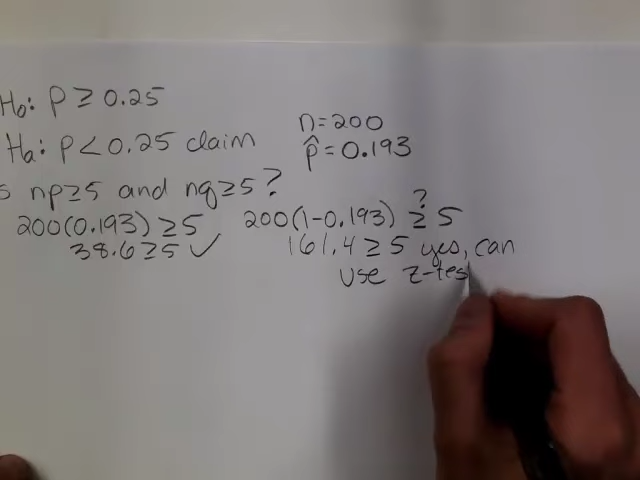 H₀: p ≥ 0.25
Hₐ: p < 0.25 claim
n=200
p̂ = 0.193
s np≥5 and nq≥5?
200(0.193) ≥5
38.6≥5 ✓
200(1-0.193) ≥? 5
161.4 ≥5 yes, can
use z-tes